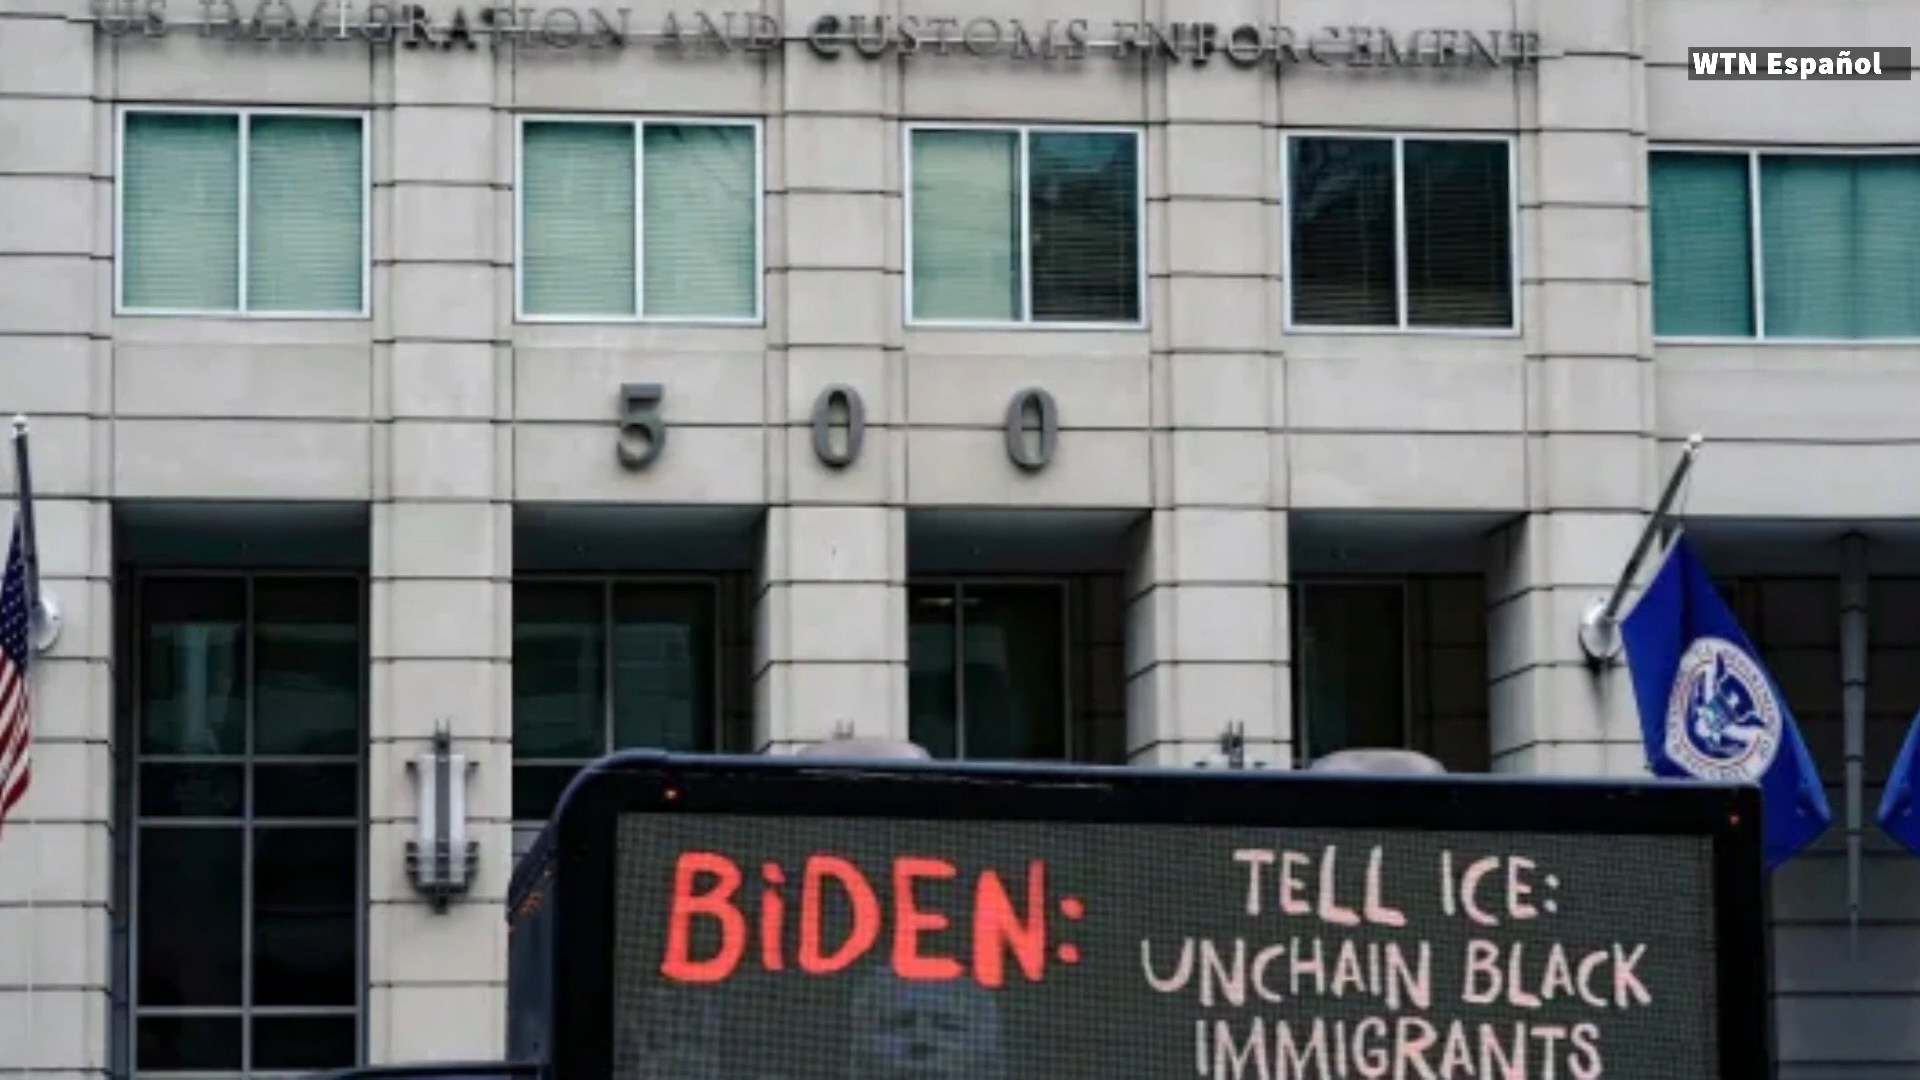 US IMMIGRATION AND CUSTOMS ENFORCEMENT
WTN Español
500
BiDEN:
TELL ICE:
UNCHAIN BLACK
IMMIGRANTS